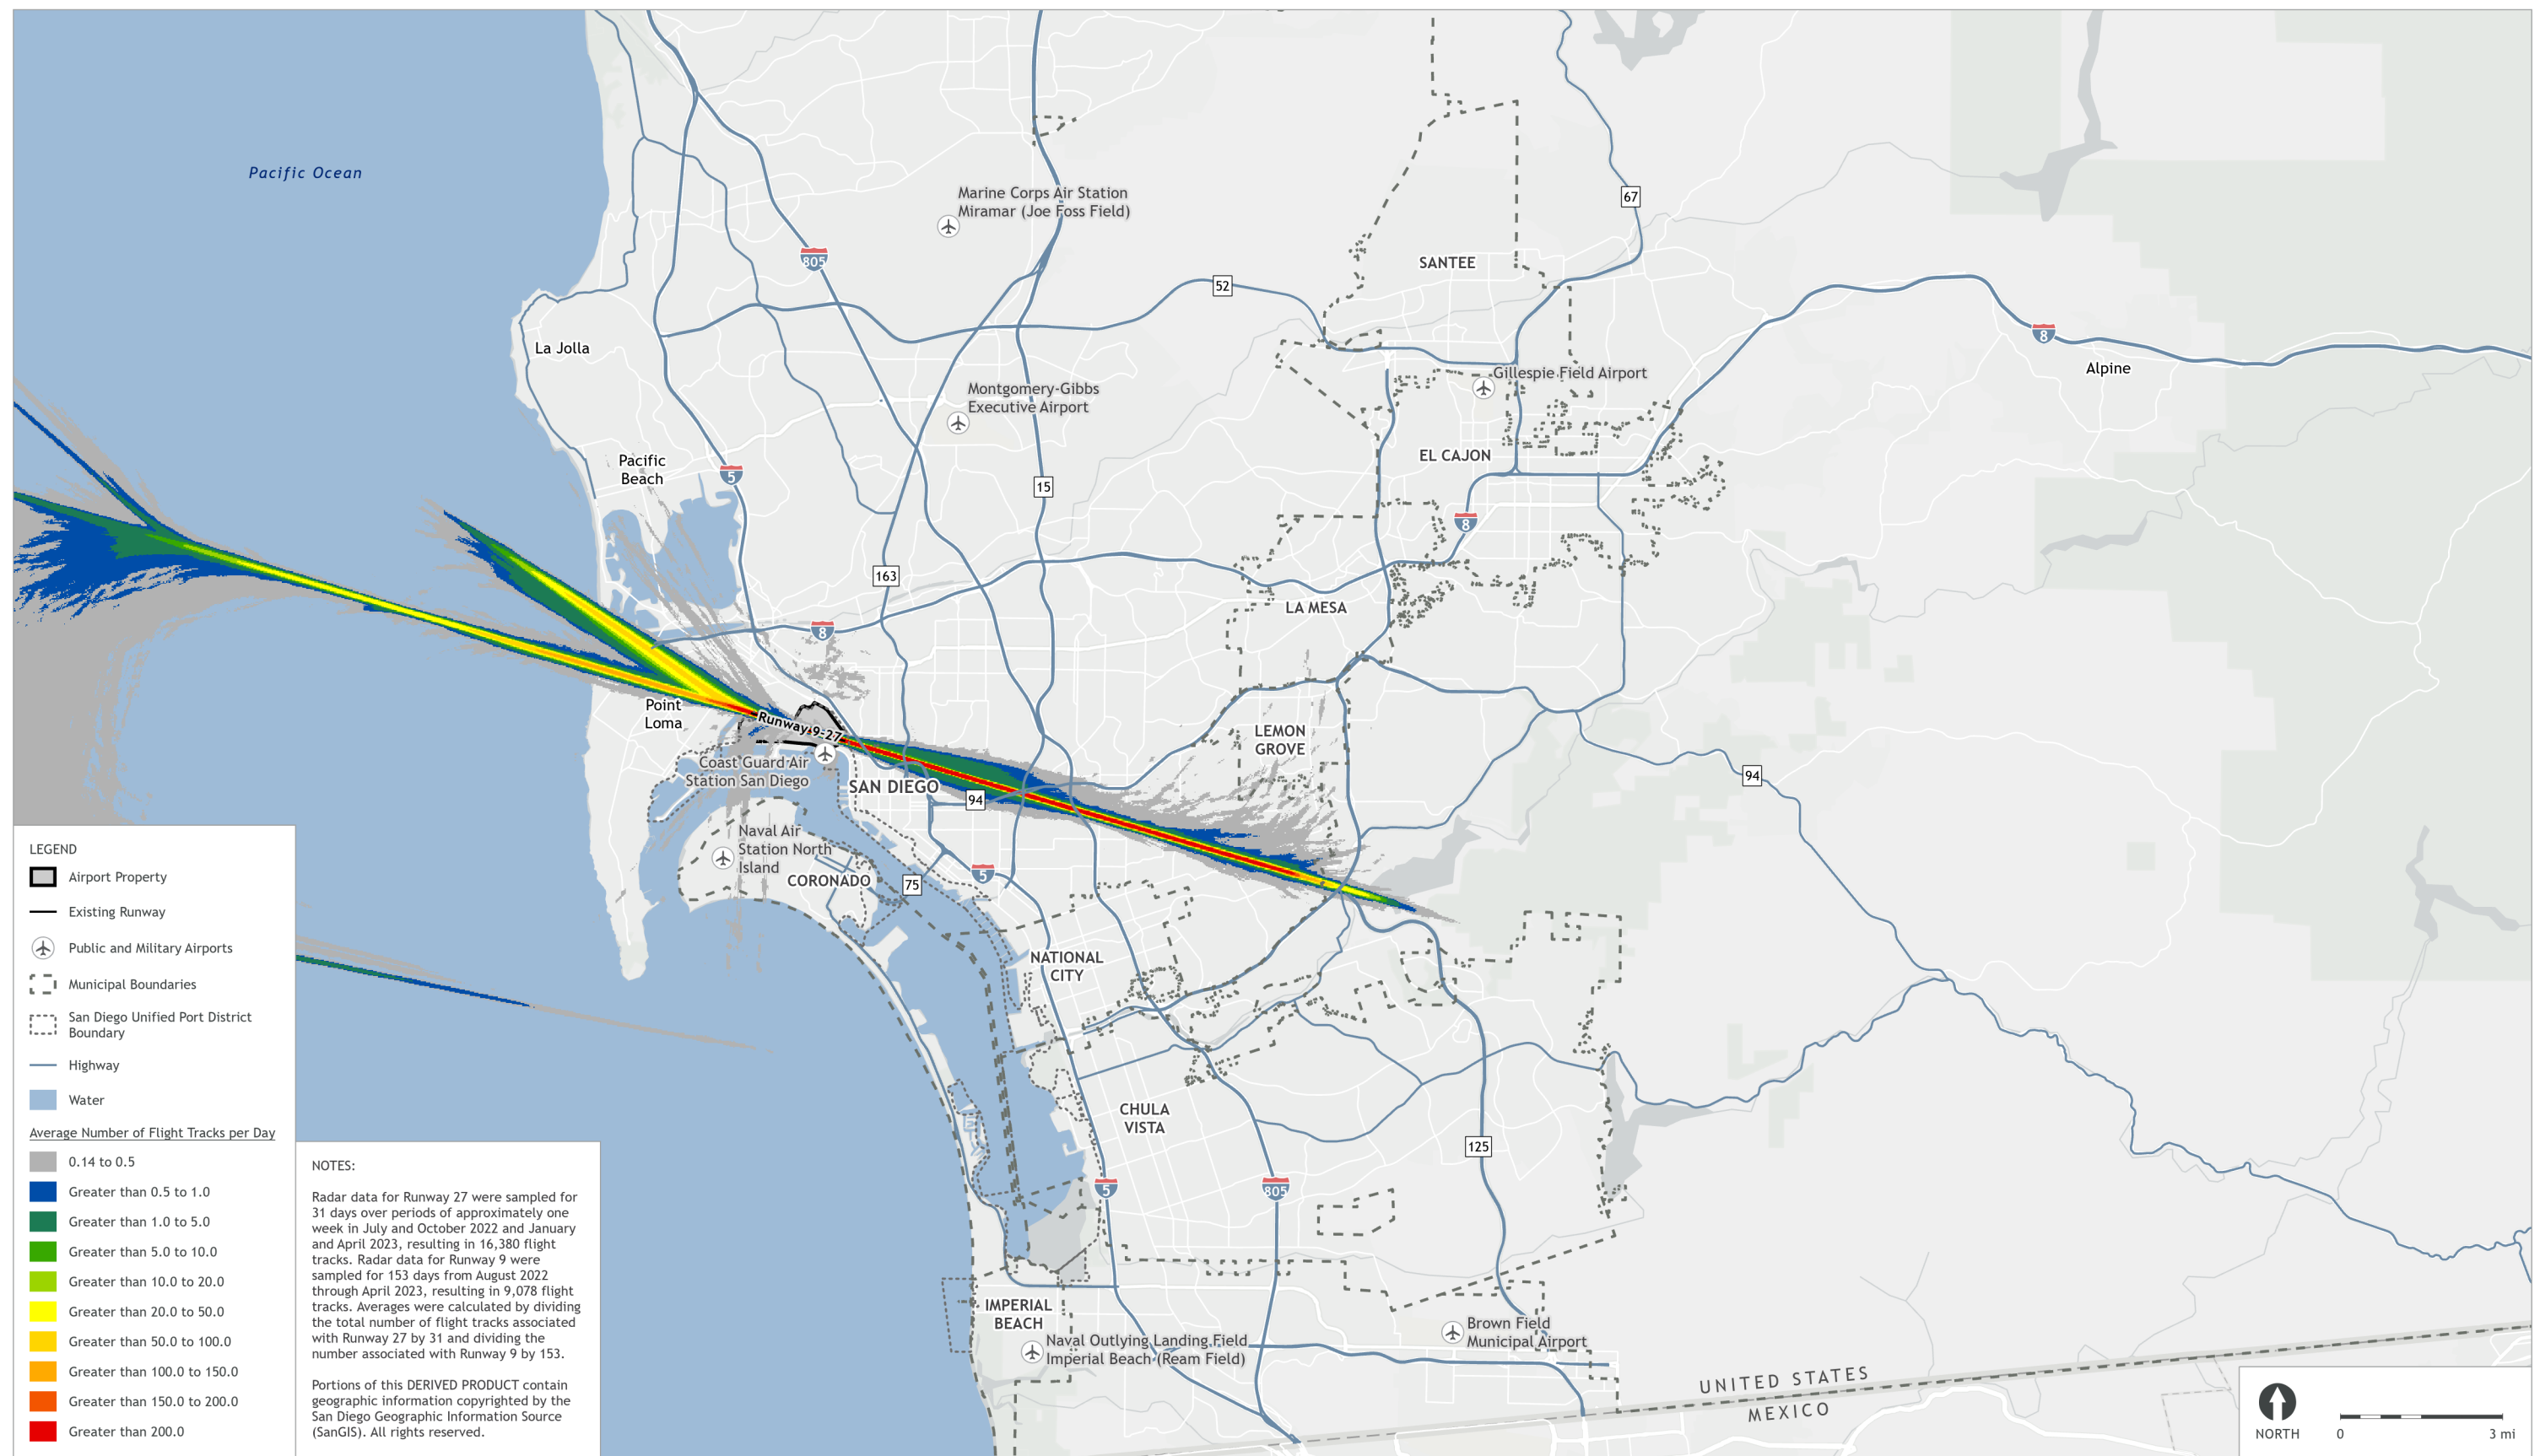 Pacific Ocean
Marine Corps Air Station
Miramar (Joe Foss Field)
67
805
SANTEE
52
8
La Jolla
Alpine
Gillespie Field Airport
Montgomery-Gibbs
Executive Airport
EL CAJON
Pacific
Beach
5
15
8
163
LA MESA
8
Point
Loma
Runway 9-27
LEMON
GROVE
Coast Guard Air
Station San Diego
SAN DIEGO
94
94
Naval Air
Station North
Island
CORONADO
75
5
NATIONAL
CITY
CHULA
VISTA
125
5
805
IMPERIAL
BEACH
Naval Outlying Landing Field
Imperial Beach (Ream Field)
Brown Field
Municipal Airport
UNITED STATES
MEXICO
LEGEND
Airport Property
Existing Runway
Public and Military Airports
Municipal Boundaries
San Diego Unified Port District
Boundary
Highway
Water
Average Number of Flight Tracks per Day
0.14 to 0.5
Greater than 0.5 to 1.0
Greater than 1.0 to 5.0
Greater than 5.0 to 10.0
Greater than 10.0 to 20.0
Greater than 20.0 to 50.0
Greater than 50.0 to 100.0
Greater than 100.0 to 150.0
Greater than 150.0 to 200.0
Greater than 200.0
NOTES:
Radar data for Runway 27 were sampled for
31 days over periods of approximately one
week in July and October 2022 and January
and April 2023, resulting in 16,380 flight
tracks. Radar data for Runway 9 were
sampled for 153 days from August 2022
through April 2023, resulting in 9,078 flight
tracks. Averages were calculated by dividing
the total number of flight tracks associated
with Runway 27 by 31 and dividing the
number associated with Runway 9 by 153.
Portions of this DERIVED PRODUCT contain
geographic information copyrighted by the
San Diego Geographic Information Source
(SanGIS). All rights reserved.
NORTH
0
3 mi